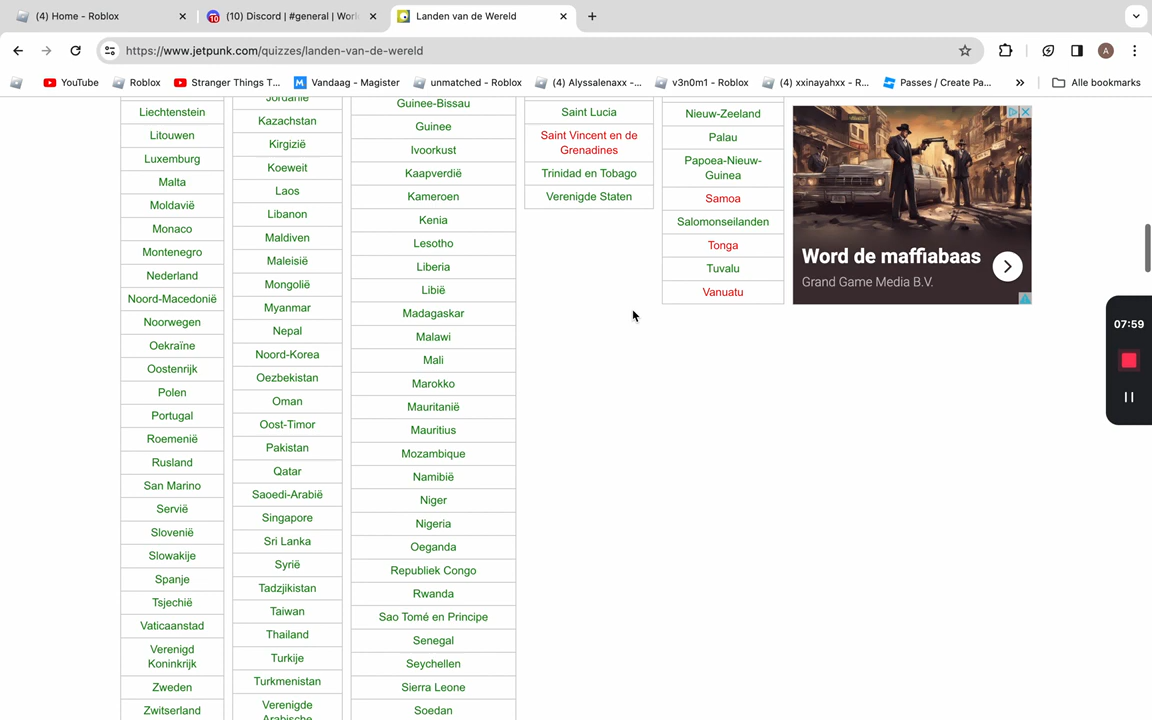 (4) Home - Roblox
(10) Discord | #general | Worl
Landen van de Wereld
https://www.jetpunk.com/quizzes/landen-van-de-wereld
A
YouTube
Roblox
Stranger Things T...
Vandaag - Magister
unmatched - Roblox
(4) Alyssalenaxx -...
v3n0m1 - Roblox
(4) xxinayahxx - R...
Passes / Create Pa...
Alle bookmarks
Liechtenstein
Litouwen
Luxemburg
Malta
Moldavië
Monaco
Montenegro
Nederland
Noord-Macedonië
Noorwegen
Oekraïne
Oostenrijk
Polen
Portugal
Roemenië
Rusland
San Marino
Servië
Slovenië
Slowakije
Spanje
Tsjechië
Vaticaanstad
Verenigd
Koninkrijk
Zweden
Zwitserland
Jordanië
Kazachstan
Kirgizië
Koeweit
Laos
Libanon
Maldiven
Maleisië
Mongolië
Myanmar
Nepal
Noord-Korea
Oezbekistan
Oman
Oost-Timor
Pakistan
Qatar
Saoedi-Arabië
Singapore
Sri Lanka
Syrië
Tadzjikistan
Taiwan
Thailand
Turkije
Turkmenistan
Verenigde
Arabische
Guinee-Bissau
Guinee
Ivoorkust
Kaapverdië
Kameroen
Kenia
Lesotho
Liberia
Libië
Madagaskar
Malawi
Mali
Marokko
Mauritanië
Mauritius
Mozambique
Namibië
Niger
Nigeria
Oeganda
Republiek Congo
Rwanda
Sao Tomé en Principe
Senegal
Seychellen
Sierra Leone
Soedan
Saint Lucia
Saint Vincent en de
Grenadines
Trinidad en Tobago
Verenigde Staten
Nieuw-Zeeland
Palau
Papoea-Nieuw-
Guinea
Samoa
Salomonseilanden
Tonga
Tuvalu
Vanuatu
Word de maffiabaas
Grand Game Media B.V.
07:59